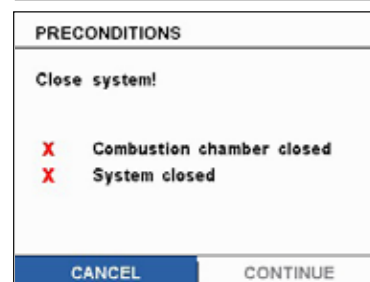 PRECONDITIONS
Close system!
X Combustion chamber closed
X System closed
CANCEL CONTINUE